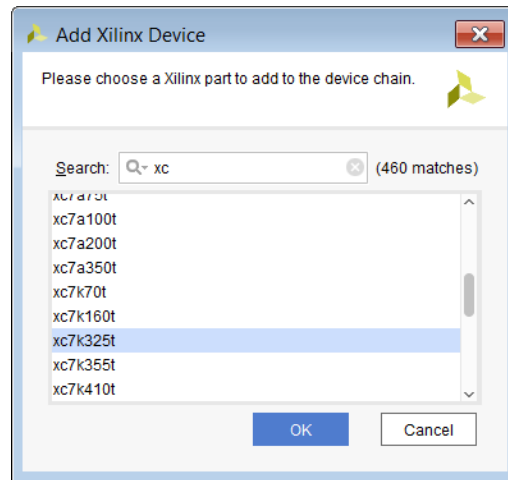 Add Xilinx Device
Please choose a Xilinx part to add to the device chain.
Search: xc (460 matches)
xc7a75t
xc7a100t
xc7a200t
xc7a350t
xc7k70t
xc7k160t
xc7k325t
xc7k355t
xc7k410t
OK Cancel